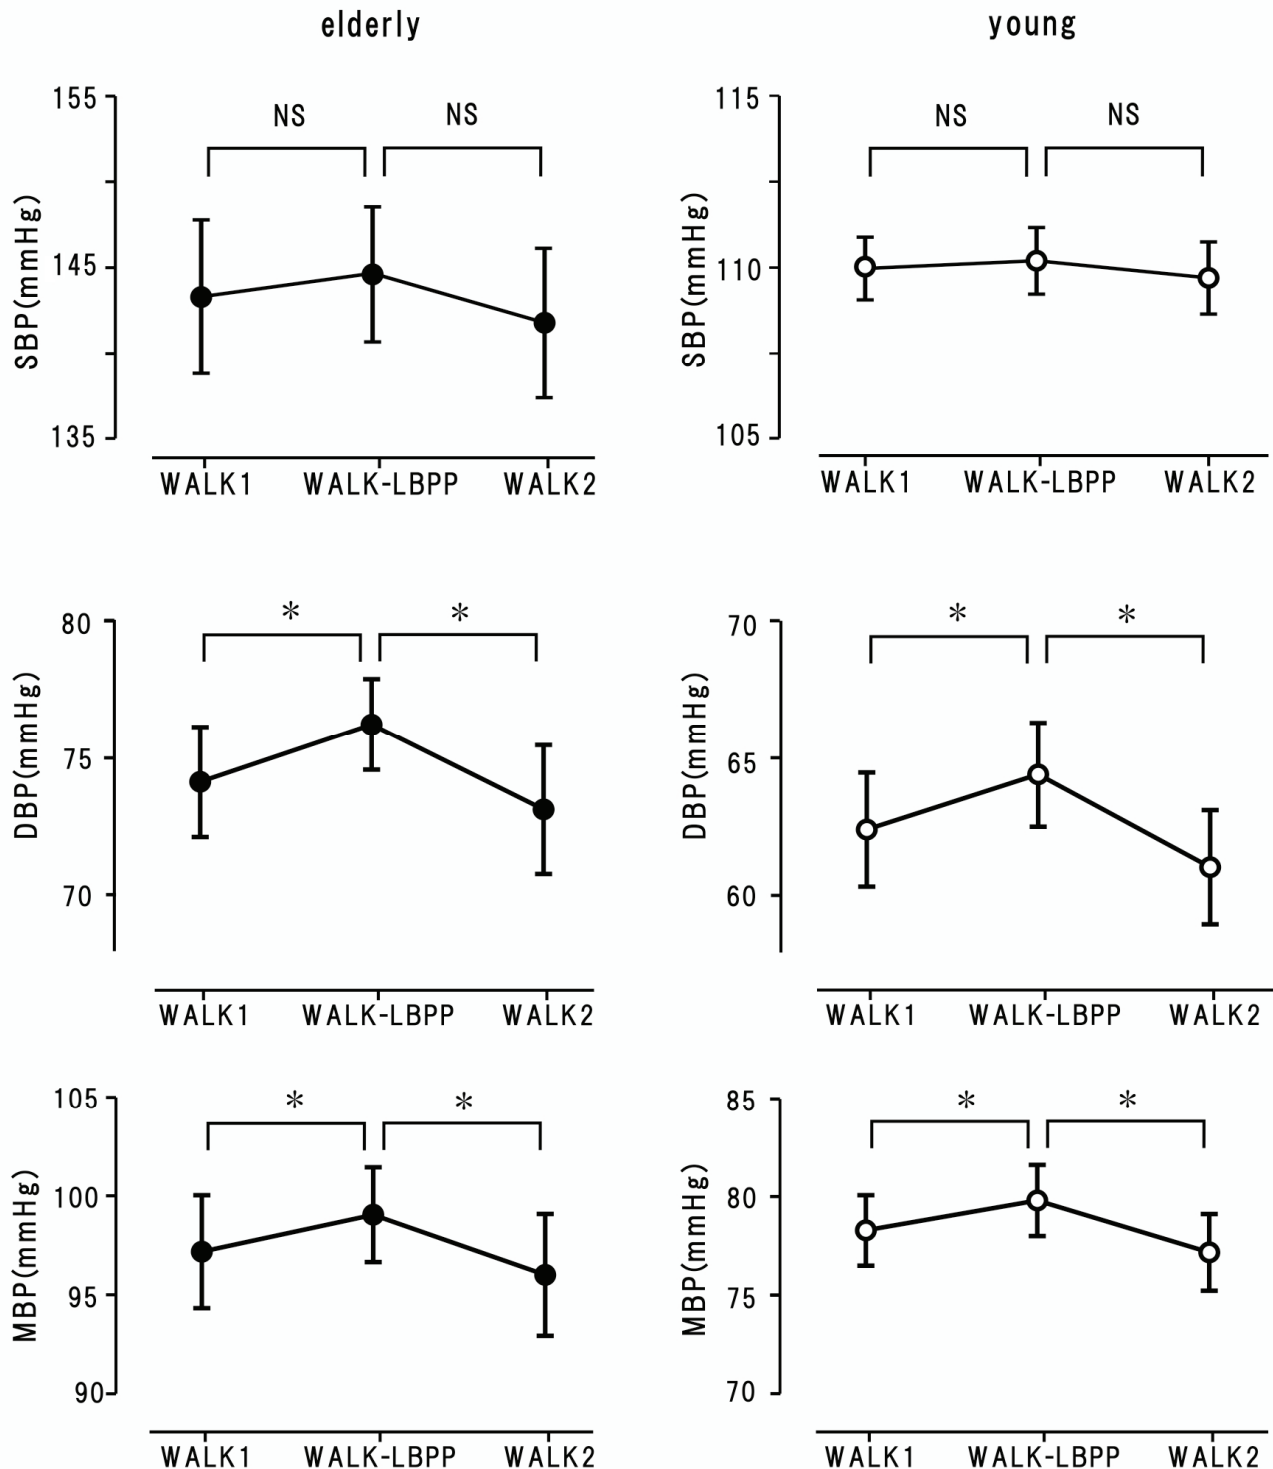 elderly
young
155
NS
NS
145
135
SBP(mmHg)
WALK1 WALK-LBPP WALK2
115
NS
NS
110
105
SBP(mmHg)
WALK1 WALK-LBPP WALK2
80
*
*
75
70
DBP(mmHg)
WALK1 WALK-LBPP WALK2
70
*
*
65
60
DBP(mmHg)
WALK1 WALK-LBPP WALK2
105
*
*
100
95
90
MBP(mmHg)
WALK1 WALK-LBPP WALK2
85
*
*
80
75
70
MBP(mmHg)
WALK1 WALK-LBPP WALK2